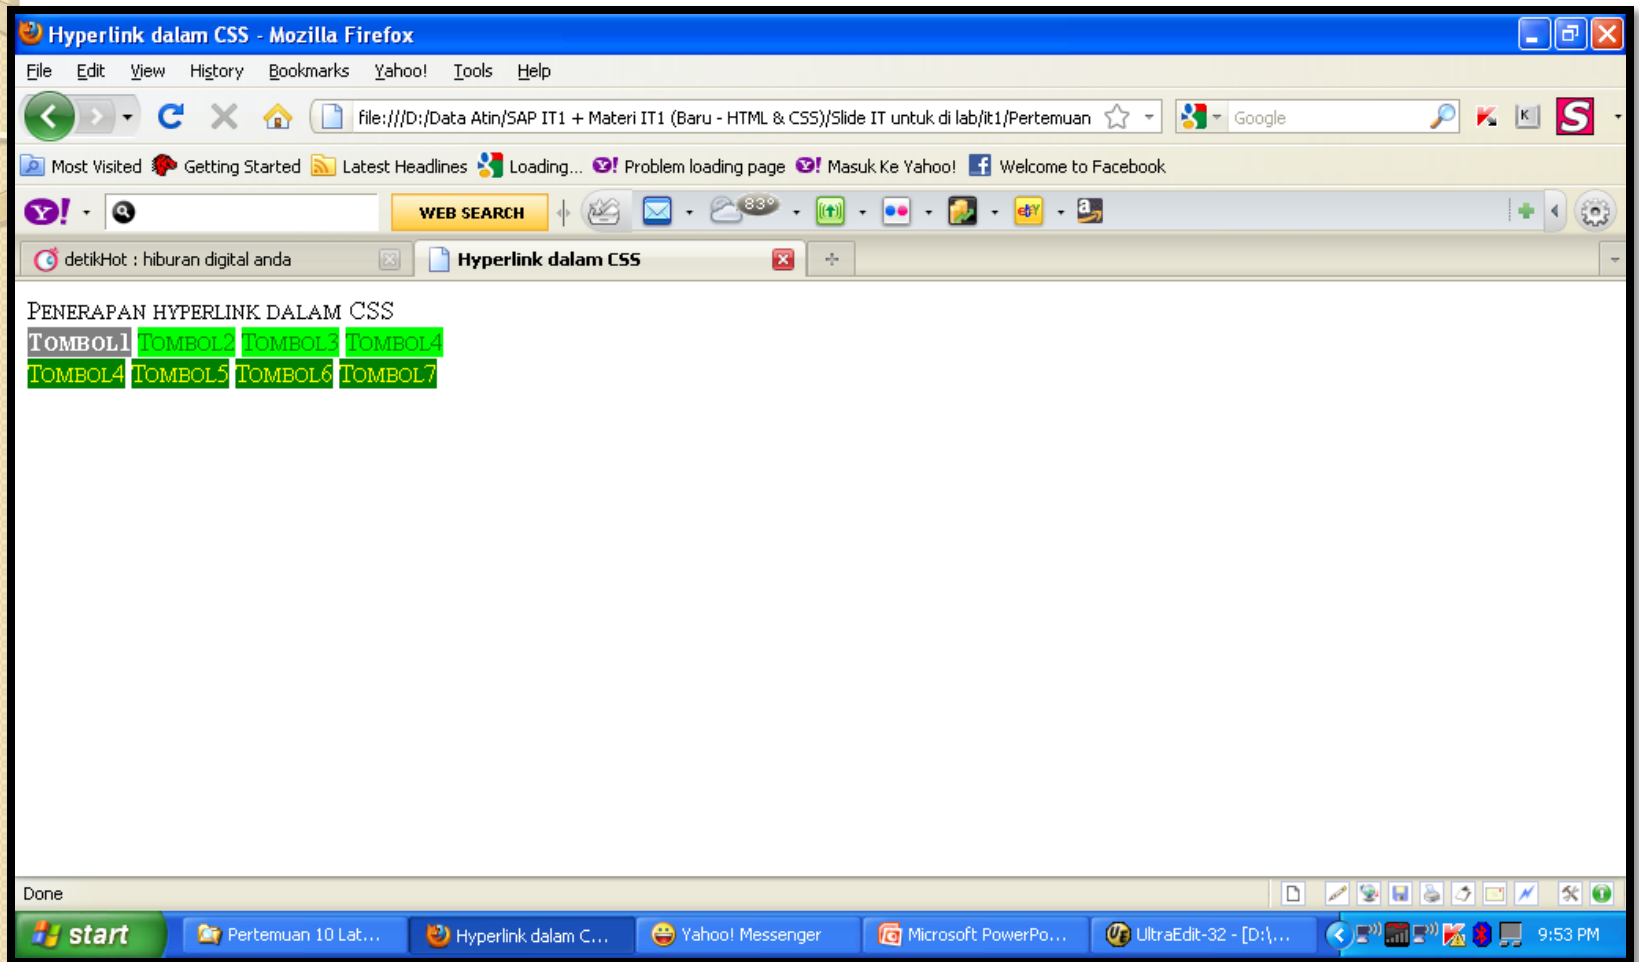 Hyperlink dalam CSS - Mozilla Firefox
File Edit View History Bookmarks Yahoo! Tools Help
file:///D:/Data Atin/SAP IT1 + Materi IT1 (Baru - HTML & CSS)/Slide IT untuk di lab/it1/Pertemuan Google K S
Most Visited Getting Started Latest Headlines Loading... Y! Problem loading page Y! Masuk Ke Yahoo! f Welcome to Facebook
Y! WEB SEARCH 83° ebY a
detikHot : hiburan digital anda Hyperlink dalam CSS
Penerapan hyperlink dalam CSS
Tombol1 Tombol2 Tombol3 Tombol4
Tombol4 Tombol5 Tombol6 Tombol7
Done
start Pertemuan 10 Lat... Hyperlink dalam C... Yahoo! Messenger Microsoft PowerPo... UltraEdit-32 - [D:\... 9:53 PM